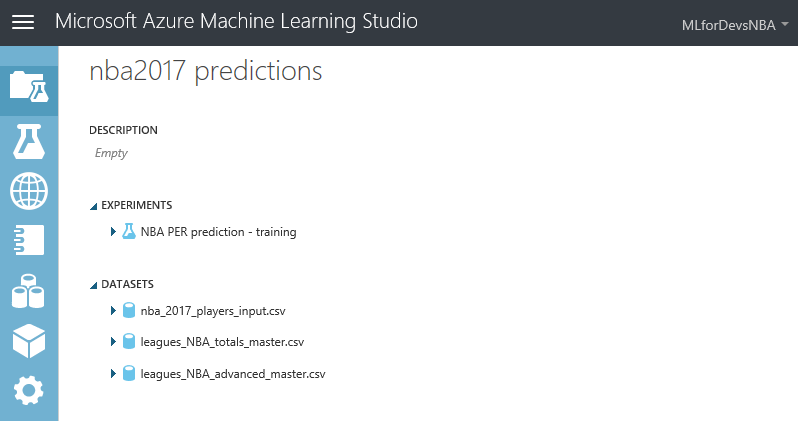 Microsoft Azure Machine Learning Studio
MLforDevsNBA
nba2017 predictions
DESCRIPTION
Empty
EXPERIMENTS
NBA PER prediction - training
DATASETS
nba_2017_players_input.csv
leagues_NBA_totals_master.csv
leagues_NBA_advanced_master.csv